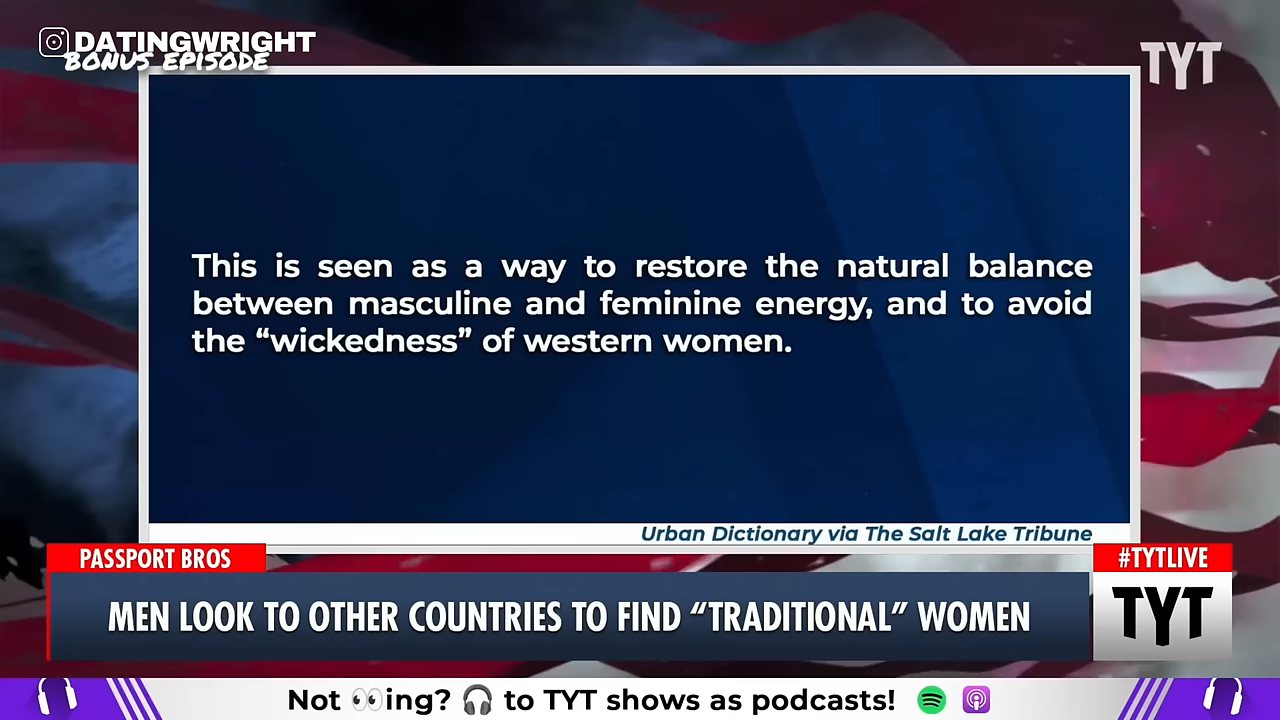 DATINGWRIGHT
BONUS EPISODE
TYT
This is seen as a way to restore the natural balance
between masculine and feminine energy, and to avoid
the “wickedness” of western women.
Urban Dictionary via The Salt Lake Tribune
PASSPORT BROS
#TYTLIVE
MEN LOOK TO OTHER COUNTRIES TO FIND “TRADITIONAL” WOMEN
TYT
Not 👀ing? 🎧 to TYT shows as podcasts!